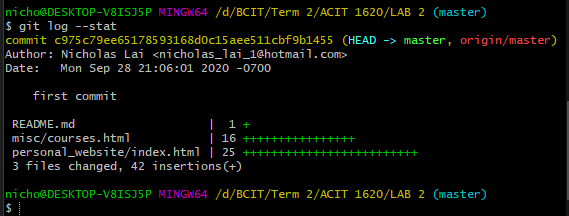 nicho@DESKTOP-V8ISJ5P MINGW64 /d/BCIT/Term 2/ACIT 1620/LAB 2 (master)
$ git log --stat
commit c975c79ee65178593168d0c15aee511cbf9b1455 (HEAD -> master, origin/master)
Author: Nicholas Lai <nicholas_lai_1@hotmail.com>
Date:   Mon Sep 28 21:06:01 2020 -0700

    first commit

 README.md                   |  1 +
 misc/courses.html           | 16 ++++++++++++++++
 personal_website/index.html | 25 +++++++++++++++++++++++++
 3 files changed, 42 insertions(+)

nicho@DESKTOP-V8ISJ5P MINGW64 /d/BCIT/Term 2/ACIT 1620/LAB 2 (master)
$